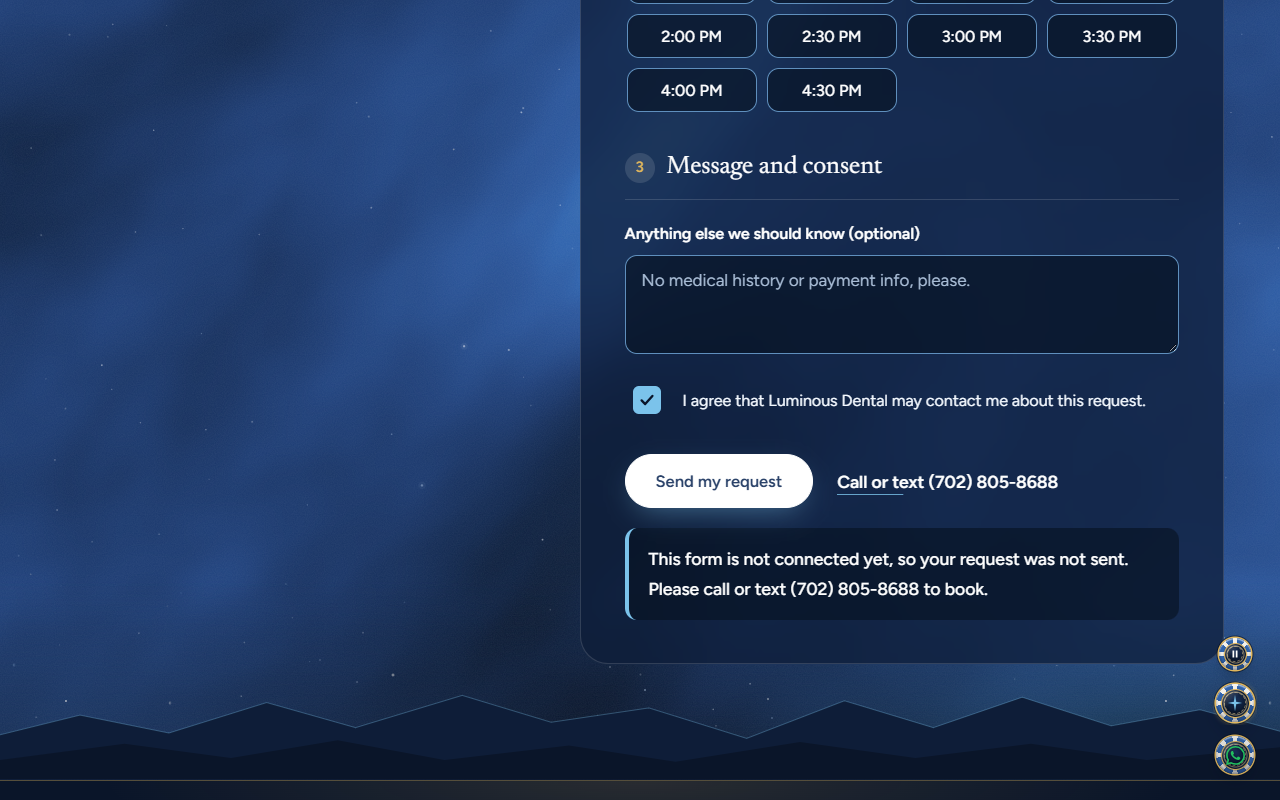 2:00 PM
2:30 PM
3:00 PM
3:30 PM
4:00 PM
4:30 PM
3
Message and consent
Anything else we should know (optional)
No medical history or payment info, please.
I agree that Luminous Dental may contact me about this request.
Send my request
Call or text (702) 805-8688
This form is not connected yet, so your request was not sent.
Please call or text (702) 805-8688 to book.